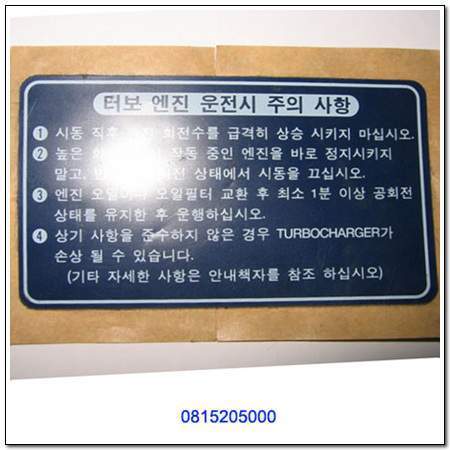 터보 엔진 운전시 주의 사항
1 시동 직후 회전수를 급격히 상승 시키지 마십시오.
2 높은 작동 중인 엔진을 바로 정지시키지
말고, 상태에서 시동을 끄십시오.
3 엔진 오일이나 오일필터 교환 후 최소 1분 이상 공회전
상태를 유지한 후 운행하십시오.
4 상기 사항을 준수하지 않은 경우 TURBOCHARGER가
손상 될 수 있습니다.
(기타 자세한 사항은 안내책자를 참조 하십시오)
0815205000